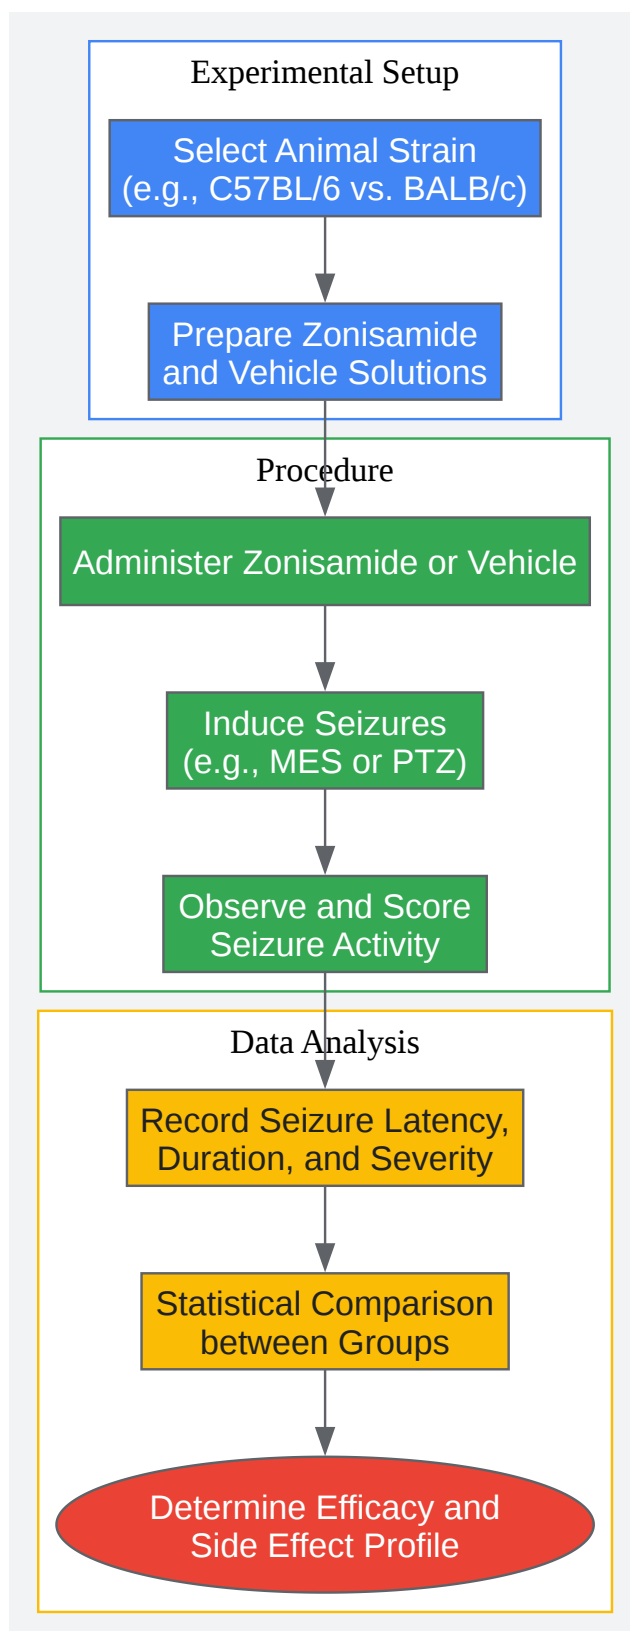 Experimental Setup
Select Animal Strain
(e.g., C57BL/6 vs. BALB/c)
Prepare Zonisamide
and Vehicle Solutions
Procedure
Administer Zonisamide or Vehicle
Induce Seizures
(e.g., MES or PTZ)
Observe and Score
Seizure Activity
Data Analysis
Record Seizure Latency,
Duration, and Severity
Statistical Comparison
between Groups
Determine Efficacy and
Side Effect Profile